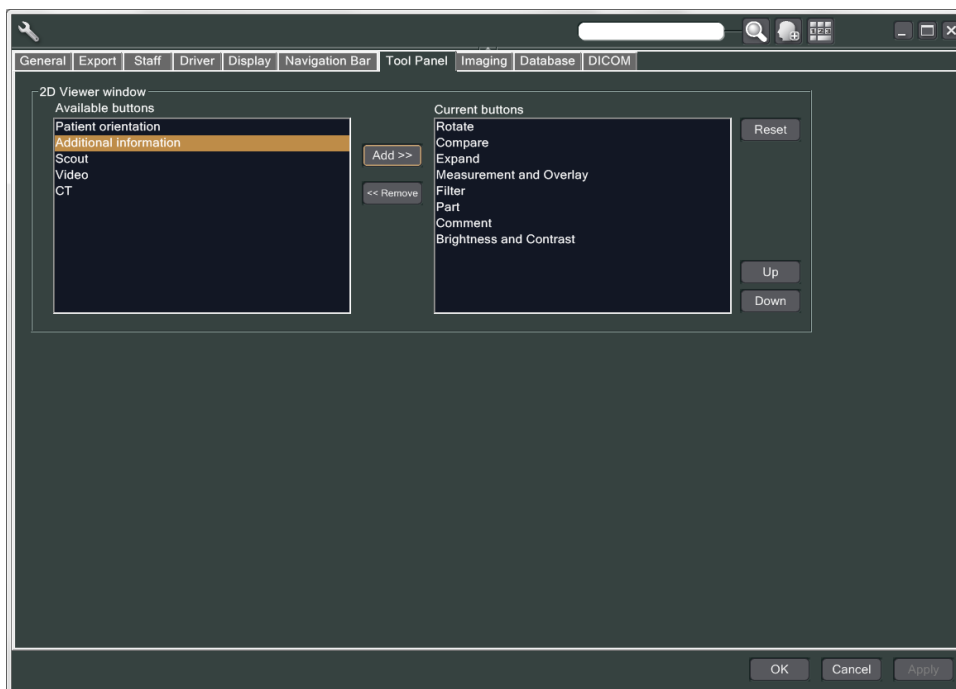 General Export Staff Driver Display Navigation Bar Tool Panel Imaging Database DICOM
2D Viewer window
Available buttons
Patient orientation
Additional information
Scout
Video
CT
Add >>
<< Remove
Current buttons
Rotate
Compare
Expand
Measurement and Overlay
Filter
Part
Comment
Brightness and Contrast
Reset
Up
Down
OK Cancel Apply